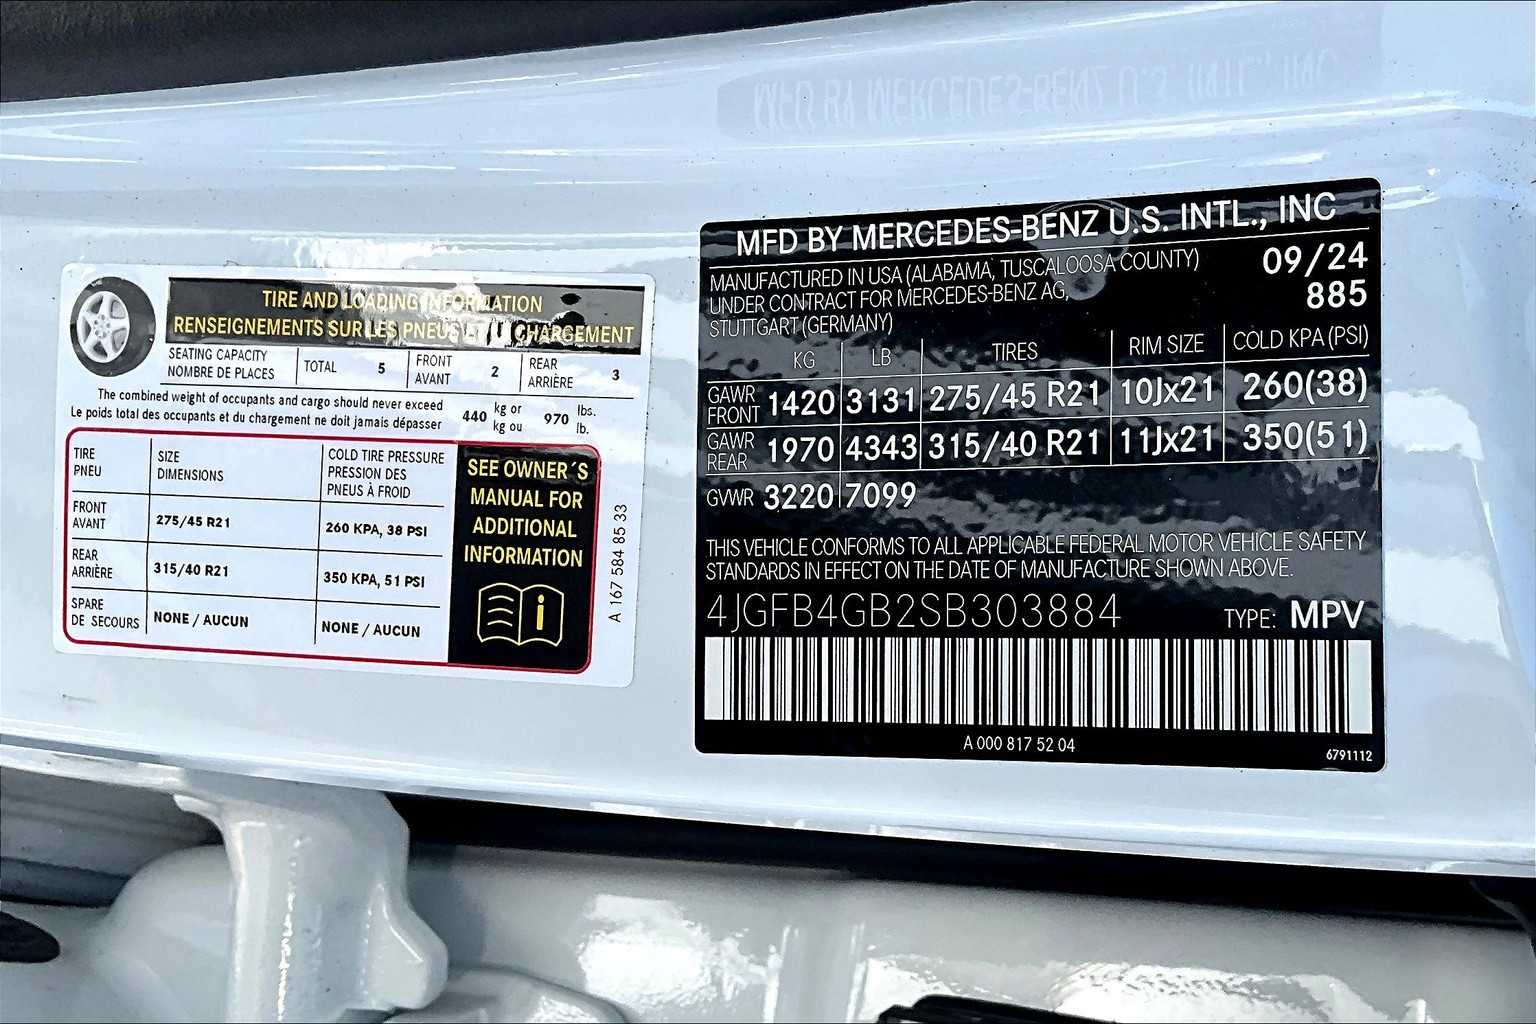 TIRE AND LOADING INFORMATION
RENSEIGNEMENTS SUR LES PNEUS ET LE CHARGEMENT
SEATING CAPACITY
NOMBRE DE PLACES
TOTAL 5
FRONT
AVANT 2
REAR
ARRIÈRE 3
The combined weight of occupants and cargo should never exceed
Le poids total des occupants et du chargement ne doit jamais dépasser
440 kg or
kg ou
970 lbs.
lb.
TIRE
PNEU
SIZE
DIMENSIONS
COLD TIRE PRESSURE
PRESSION DES
PNEUS À FROID
FRONT
AVANT
275/45 R21
260 KPA, 38 PSI
REAR
ARRIÈRE
315/40 R21
350 KPA, 51 PSI
SPARE
DE SECOURS
NONE / AUCUN
NONE / AUCUN
SEE OWNER´S
MANUAL FOR
ADDITIONAL
INFORMATION
A 167 584 85 33
MFD BY MERCEDES-BENZ U.S. INTL., INC
MANUFACTURED IN USA (ALABAMA, TUSCALOOSA COUNTY)
UNDER CONTRACT FOR MERCEDES-BENZ AG,
STUTTGART (GERMANY)
09/24
885
KG LB TIRES RIM SIZE COLD KPA (PSI)
GAWR
FRONT 1420 3131 275/45 R21 10Jx21 260(38)
GAWR
REAR 1970 4343 315/40 R21 11Jx21 350(51)
GVWR 3220 7099
THIS VEHICLE CONFORMS TO ALL APPLICABLE FEDERAL MOTOR VEHICLE SAFETY
STANDARDS IN EFFECT ON THE DATE OF MANUFACTURE SHOWN ABOVE.
4JGFB4GB2SB303884 TYPE: MPV
A 000 817 52 04
6791112